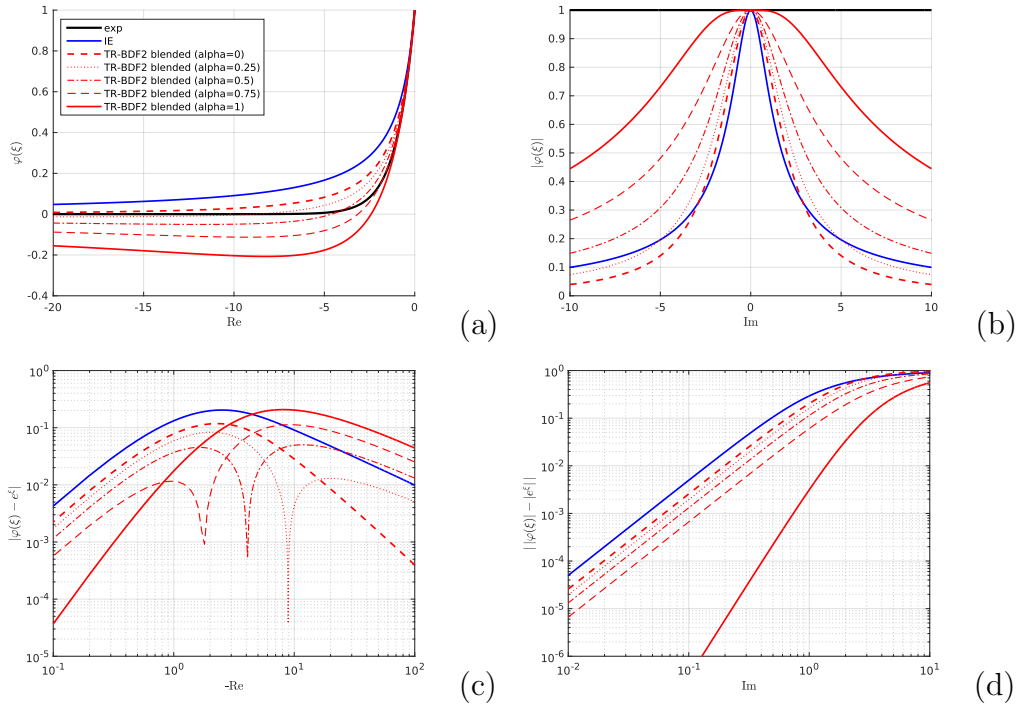 1
0.8
0.6
0.4
0.2
0
-0.2
-0.4
φ(ξ)
exp
IE
TR-BDF2 blended (alpha=0)
TR-BDF2 blended (alpha=0.25)
TR-BDF2 blended (alpha=0.5)
TR-BDF2 blended (alpha=0.75)
TR-BDF2 blended (alpha=1)
-20 -15 -10 -5 0
Re
(a)
1
0.9
0.8
0.7
0.6
0.5
0.4
0.3
0.2
0.1
0
|φ(ξ)|
-10 -5 0 5 10
Im
(b)
10^0
10^-1
10^-2
10^-3
10^-4
10^-5
|φ(ξ) − e^ξ|
10^-1 10^0 10^1 10^2
-Re
(c)
10^0
10^-1
10^-2
10^-3
10^-4
10^-5
10^-6
| |φ(ξ)| − |e^ξ| |
10^-2 10^-1 10^0 10^1
Im
(d)